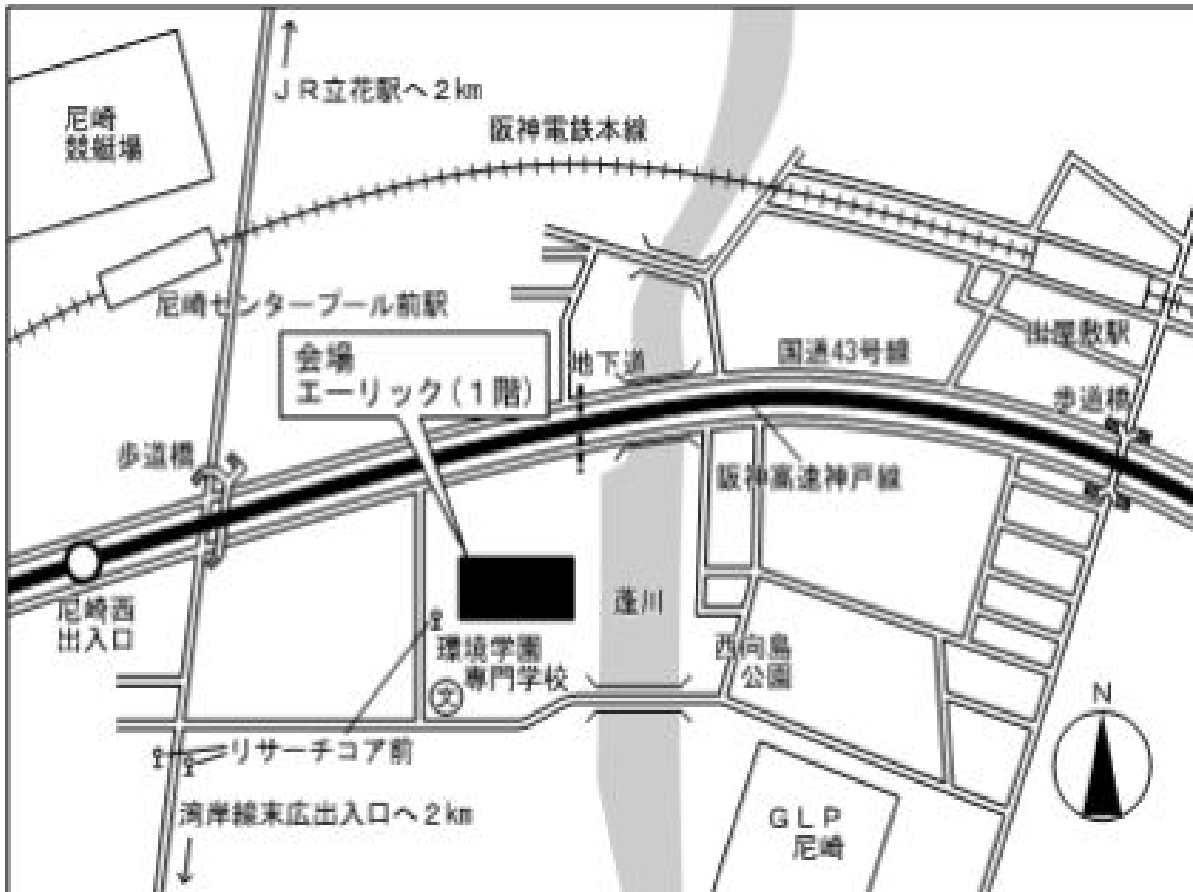 JR立花駅へ2km
尼崎
競艇場
阪神電鉄本線
尼崎センタープール前駅
会場
エーリック(1階)
地下道
国道43号線
出屋敷駅
歩道橋
歩道橋
阪神高速神戸線
尼崎西
出入口
蓬川
環境学園
専門学校
文
西向島
公園
N
リサーチコア前
湾岸線末広出入口へ2km
GLP
尼崎